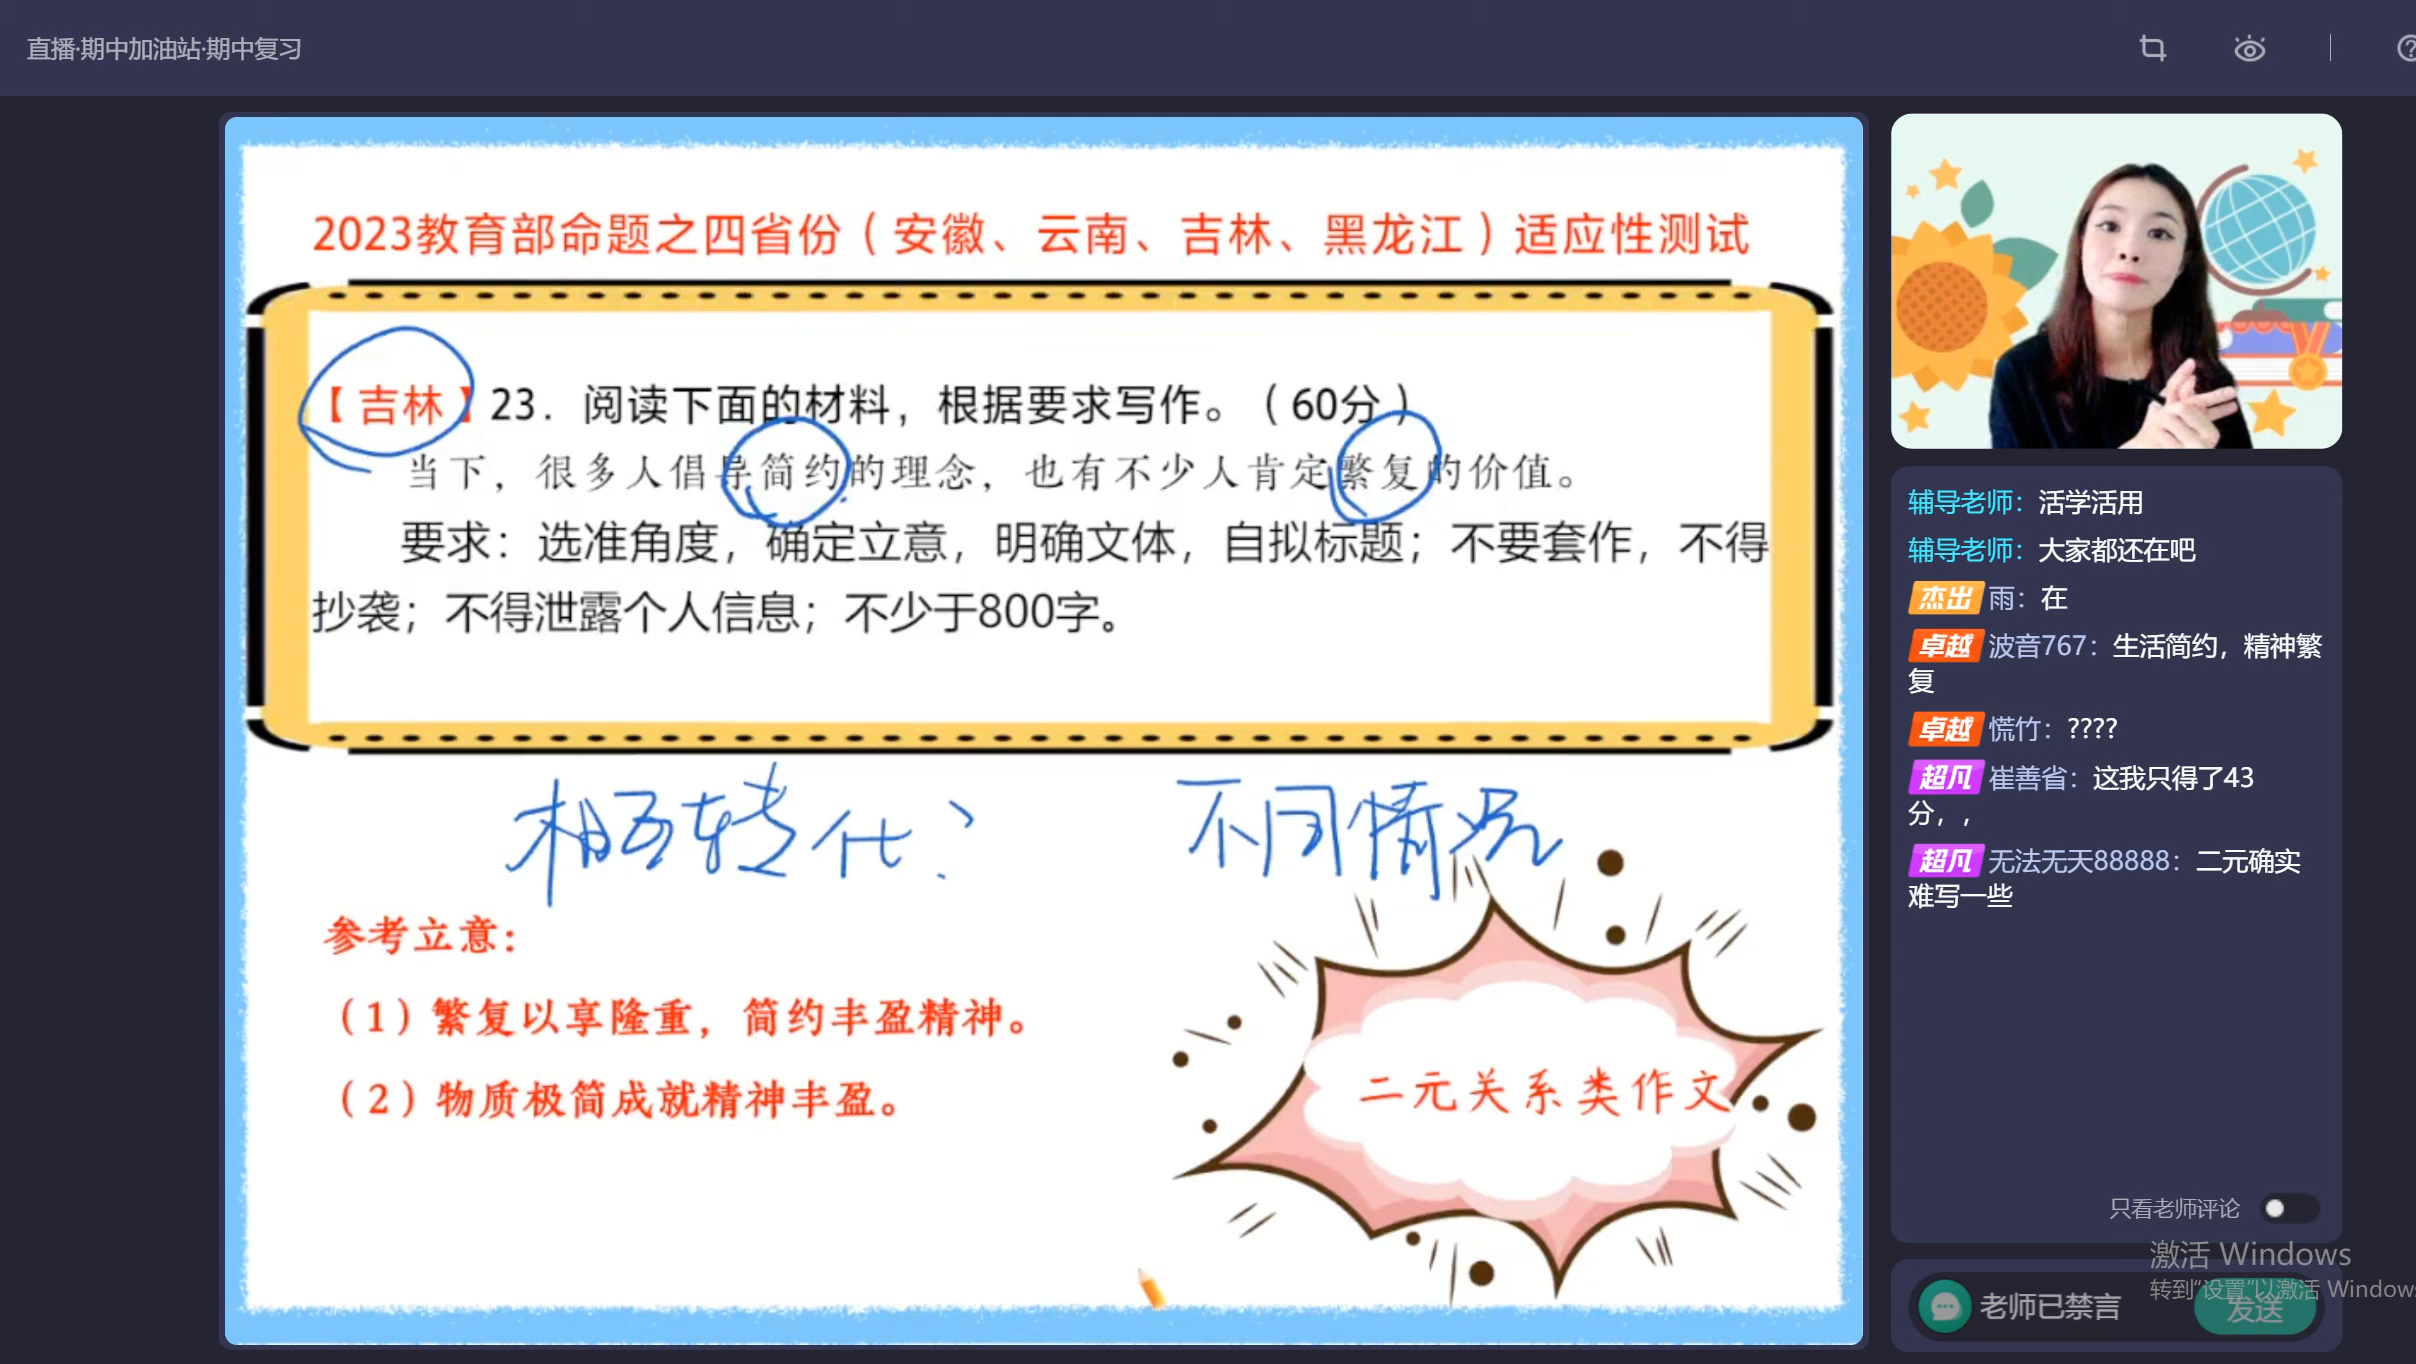 直播·期中加油站·期中复习
2023教育部命题之四省份（安徽、云南、吉林、黑龙江）适应性测试
【吉林】23．阅读下面的材料，根据要求写作。（60分）
当下，很多人倡导简约的理念，也有不少人肯定繁复的价值。
要求：选准角度，确定立意，明确文体，自拟标题；不要套作，不得
抄袭；不得泄露个人信息；不少于800字。
相互转化？
不同情况
参考立意：
（1）繁复以享隆重，简约丰盈精神。
（2）物质极简成就精神丰盈。
二元关系类作文
辅导老师：活学活用
辅导老师：大家都还在吧
杰出 雨：在
卓越 波音767：生活简约，精神繁
复
卓越 慌竹：????
超凡 崔善省：这我只得了43
分，,
超凡 无法无天88888：二元确实
难写一些
只看老师评论
激活 Windows
转到"设置"以激活 Windows
老师已禁言
发送